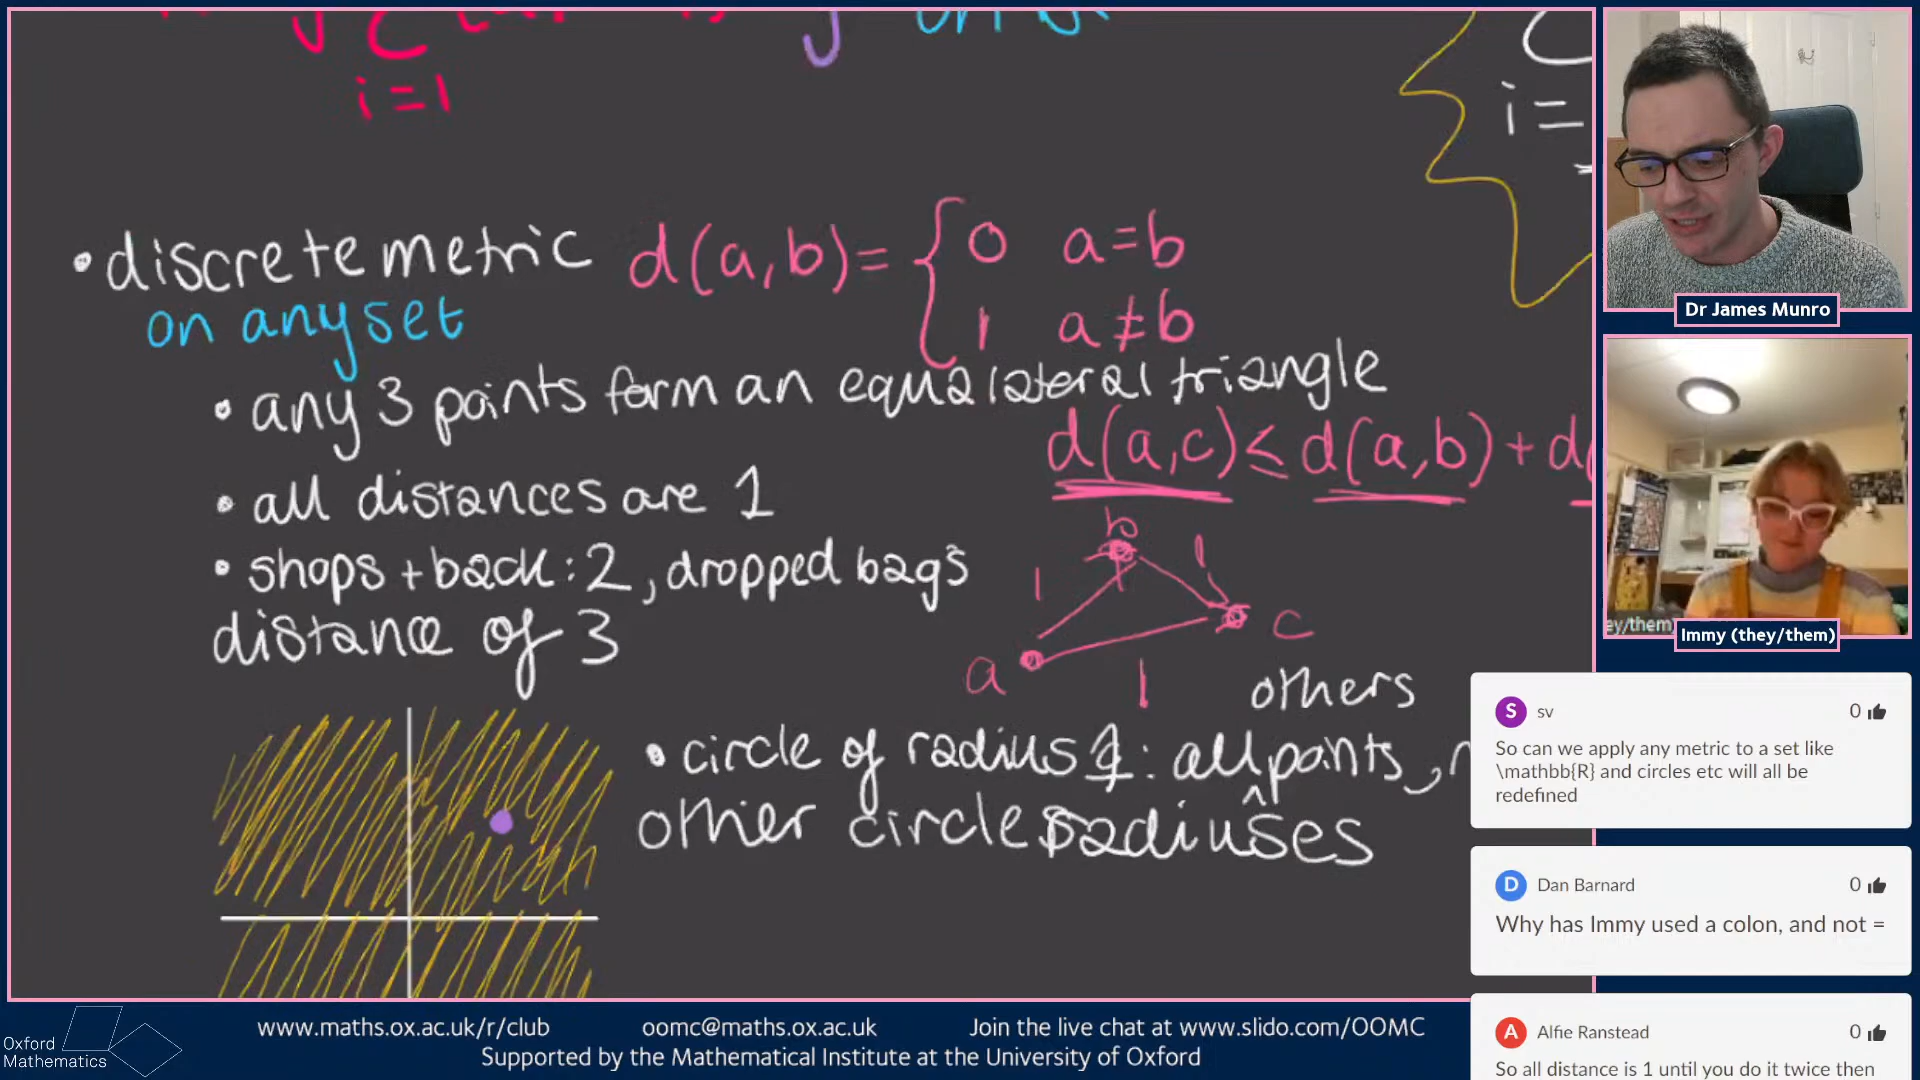 i=1
i=
• discrete metric d(a,b)= { 0 a=b
1 a≠b
on any set
• any 3 points form an equilateral triangle
d(a,c) ≤ d(a,b) + d(
• all distances are 1
• shops + back: 2, dropped bags
distance of 3
b
1
1
a
c
1
others
• circle of radius 1: all points,
other circle radiuses
Dr James Munro
Immy (they/them)
S sv 0
So can we apply any metric to a set like
\mathbb{R} and circles etc will all be
redefined
D Dan Barnard 0
Why has Immy used a colon, and not =
A Alfie Ranstead 0
So all distance is 1 until you do it twice then
Oxford
Mathematics
www.maths.ox.ac.uk/r/club oomc@maths.ox.ac.uk Join the live chat at www.slido.com/OOMC
Supported by the Mathematical Institute at the University of Oxford